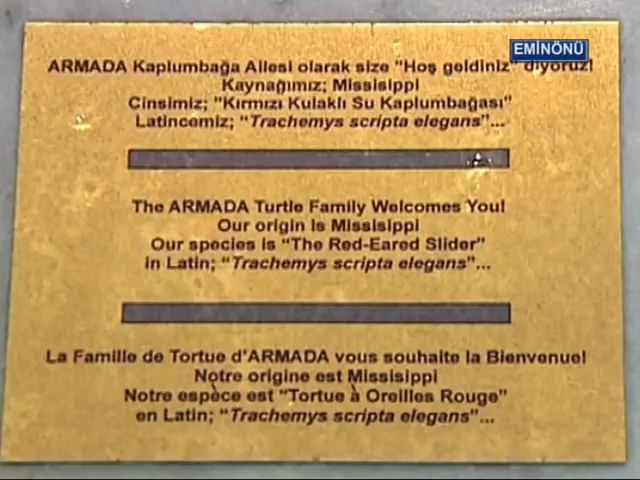 EMİNÖNÜ
ARMADA Kaplumbağa Ailesi olarak size "Hoş geldiniz" diyoruz!
Kaynağımız; Missisippi
Cinsimiz; "Kırmızı Kulaklı Su Kaplumbağası"
Latincemiz; "Trachemys scripta elegans"...
The ARMADA Turtle Family Welcomes You!
Our origin is Missisippi
Our species is "The Red-Eared Slider"
in Latin; "Trachemys scripta elegans"...
La Famille de Tortue d'ARMADA vous souhaite la Bienvenue!
Notre origine est Missisippi
Notre espèce est "Tortue à Oreilles Rouge"
en Latin; "Trachemys scripta elegans"...